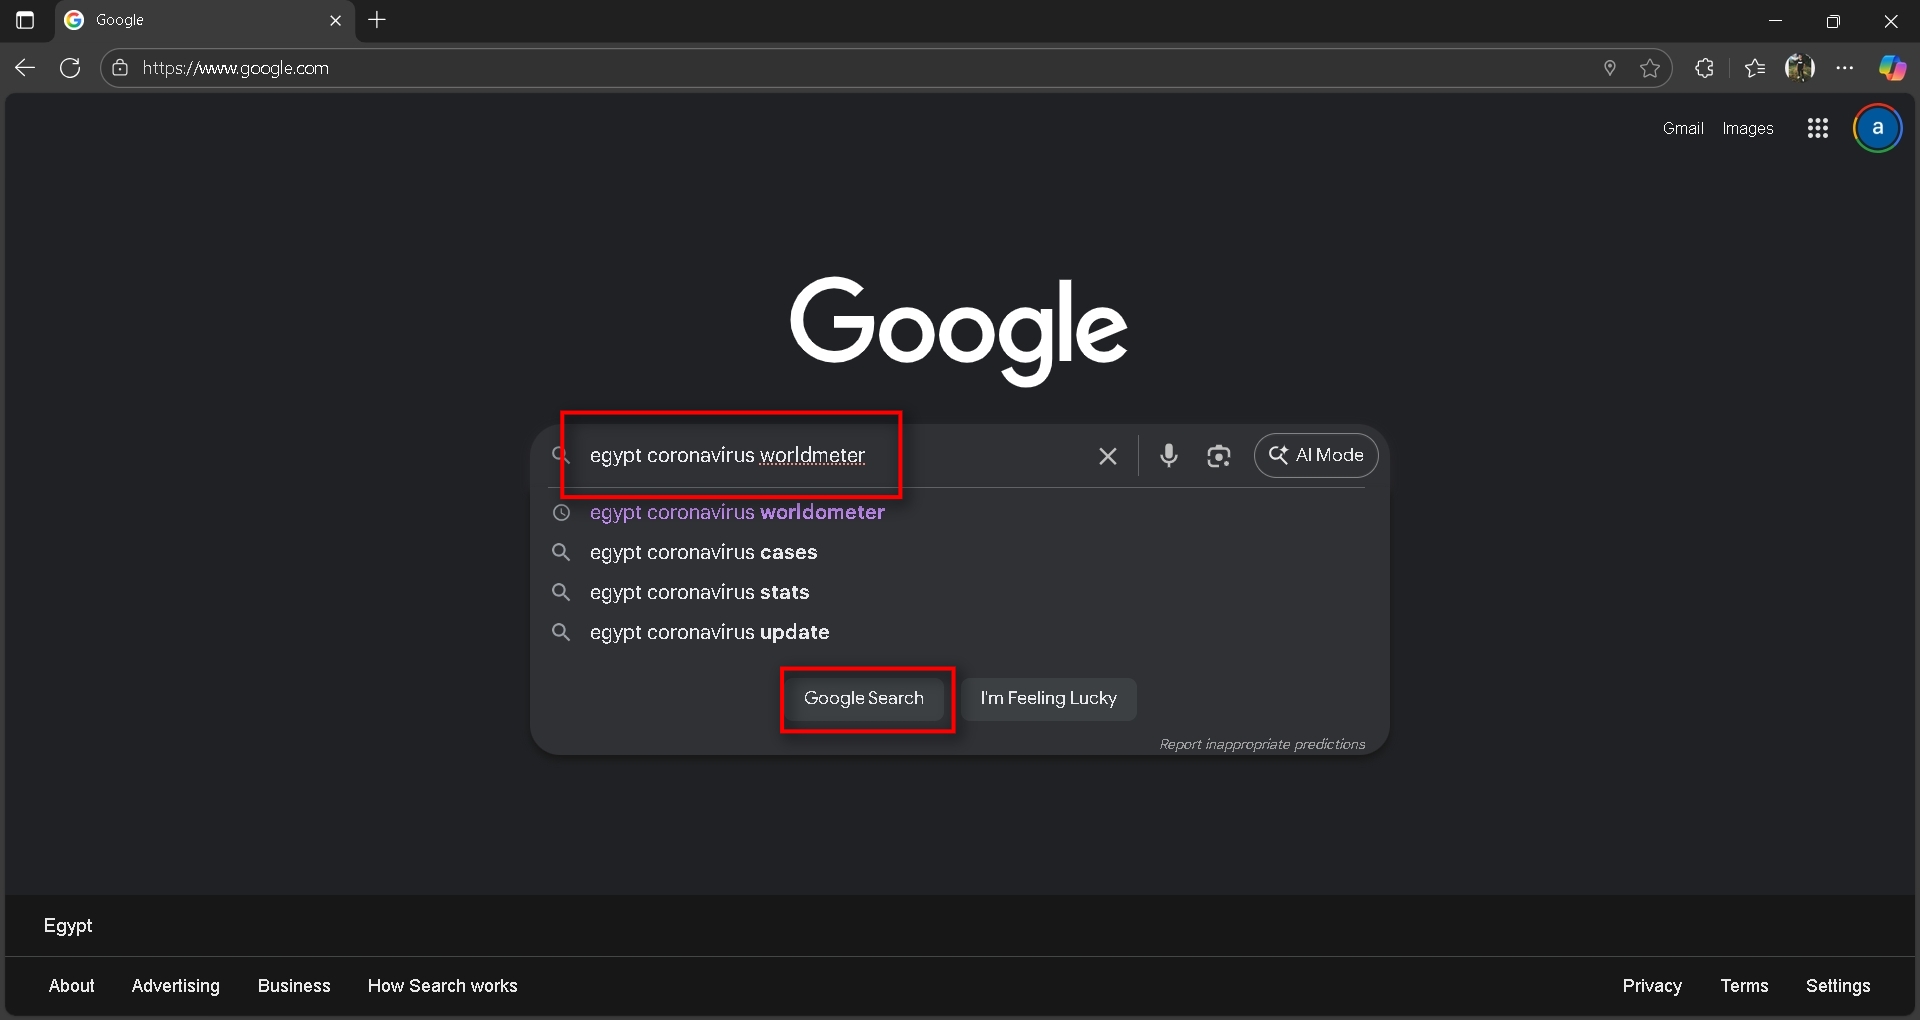 Google
https://www.google.com
Gmail Images
a
Google
egypt coronavirus worldmeter
AI Mode
egypt coronavirus worldometer
egypt coronavirus cases
egypt coronavirus stats
egypt coronavirus update
Google Search I'm Feeling Lucky
Report inappropriate predictions
Egypt
About Advertising Business How Search works Privacy Terms Settings